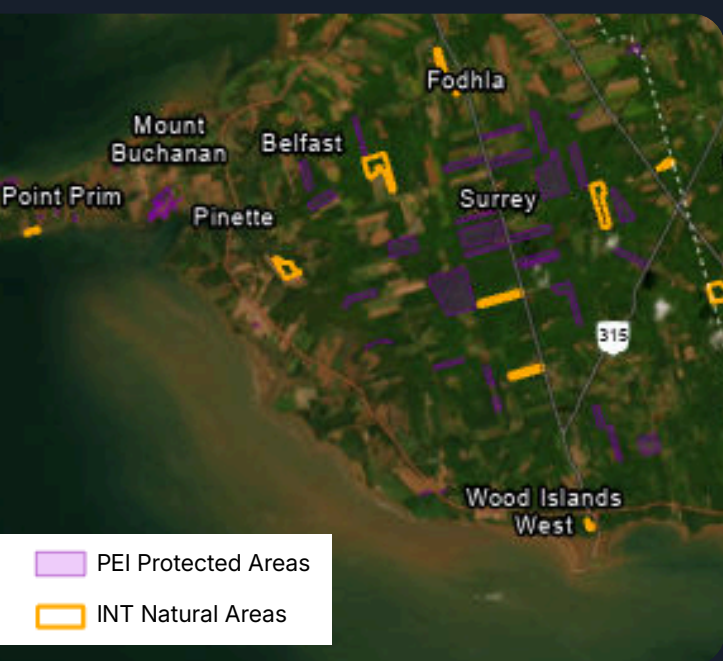 Fodhla
Mount
Buchanan
Belfast
Point Prim
Pinette
Surrey
315
Wood Islands
West
PEI Protected Areas
INT Natural Areas